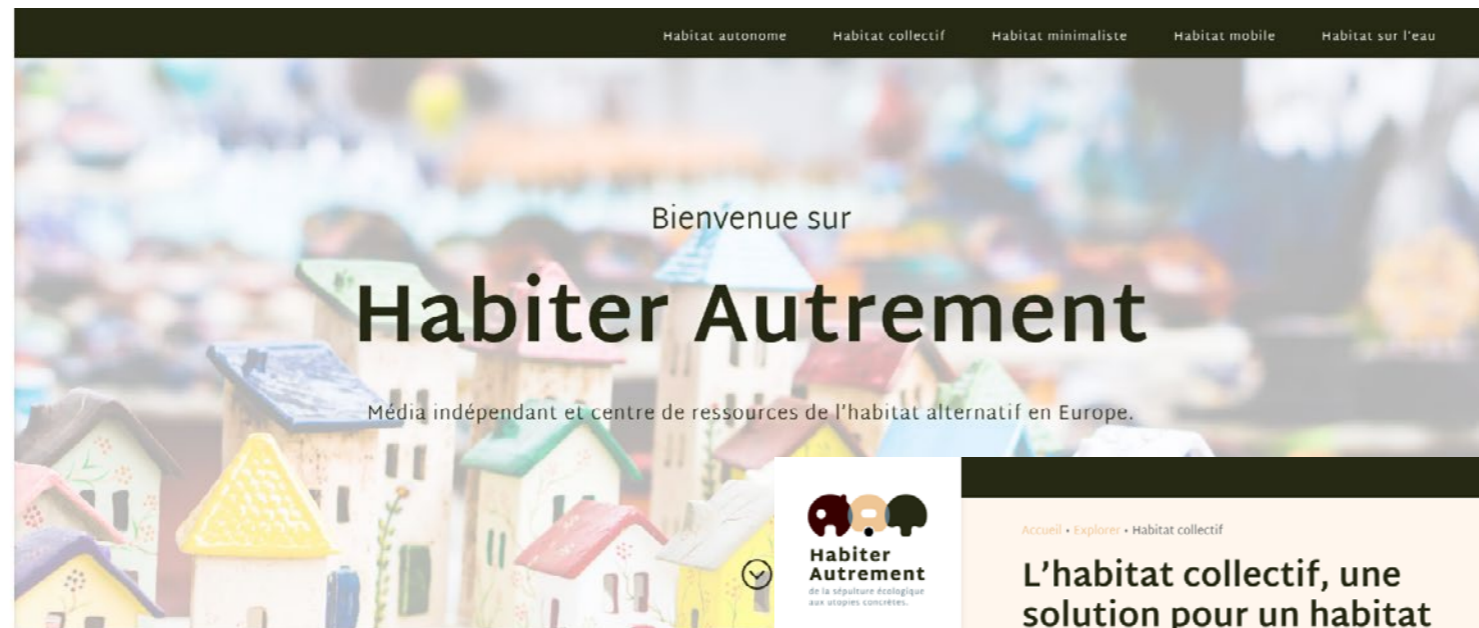 Habitat autonome Habitat collectif Habitat minimaliste Habitat mobile Habitat sur l'eau
Bienvenue sur
Habiter Autrement
Média indépendant et centre de ressources de l'habitat alternatif en Europe.
Habiter
Autrement
de la sépulture écologique
aux utopies concrètes.
Accueil • Explorer • Habitat collectif
L'habitat collectif, une
solution pour un habitat